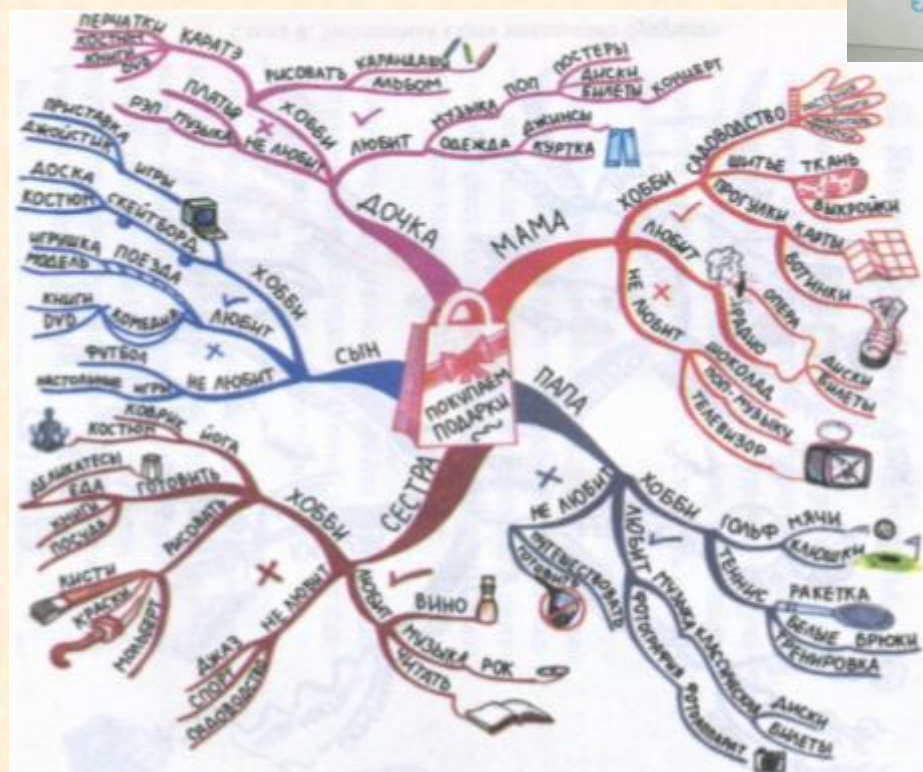 ПОКУПАЕМ
ПОДАРКИ
ДОЧКА
ХОББИ
КАРАТЭ
ПЕРЧАТКИ
КОСТЮМ
КНИГИ
DVD
РИСОВАТЬ
КАРАНДАШИ
АЛЬБОМ
НЕ ЛЮБИТ
ПЛАТЬЯ
МУЗЫКА
РЭП
ЛЮБИТ
МУЗЫКА
ПОП
ПОСТЕРЫ
ДИСКИ
БИЛЕТЫ
КОНЦЕРТ
ОДЕЖДА
ДЖИНСЫ
КУРТКА
МАМА
ХОББИ
САДОВОДСТВО
ШИТЬЕ
ТКАНЬ
ВЫКРОЙКИ
ПРОГУЛКИ
КАРТЫ
БОТИНКИ
ЛЮБИТ
ОПЕРА
РАДИО
ДИСКИ
БИЛЕТЫ
НЕ ЛЮБИТ
ШОКОЛАД
ПОП-МУЗЫКУ
ТЕЛЕВИЗОР
ПАПА
ХОББИ
ГОЛЬФ
МЯЧИ
КЛЮШКИ
ТЕННИС
РАКЕТКА
БЕЛЫЕ БРЮКИ
ТРЕНИРОВКА
ЛЮБИТ
МУЗЫКА
КЛАССИЧЕСКАЯ
ДИСКИ
БИЛЕТЫ
ФОТОГРАФИЯ
ФОТОАППАРАТ
НЕ ЛЮБИТ
ПУТЕШЕСТВОВАТЬ
ГОТОВИТ
СЕСТРА
ХОББИ
ЙОГА
КОВРИК
КОСТЮМ
ГОТОВИТЬ
ДЕЛИКАТЕСЫ
ЕДА
КНИГИ
ПОСУДА
РИСОВАТЬ
КИСТИ
КРАСКИ
МОЛЬБЕРТ
НЕ ЛЮБИТ
ДЖАЗ
СПОРТ
САДОВОДСТВО
ЛЮБИТ
ВИНО
МУЗЫКА
РОК
ЧИТАТЬ
СЫН
ХОББИ
ИГРЫ
ПРИСТАВКА
ДЖОЙСТИК
СКЕЙТБОРД
ДОСКА
КОСТЮМ
ЛЮБИТ
ПОЕЗДА
ИГРУШКА
МОДЕЛЬ
КНИГИ
DVD
НЕ ЛЮБИТ
ФУТБОЛ
НАСТОЛЬНЫЕ ИГРЫ